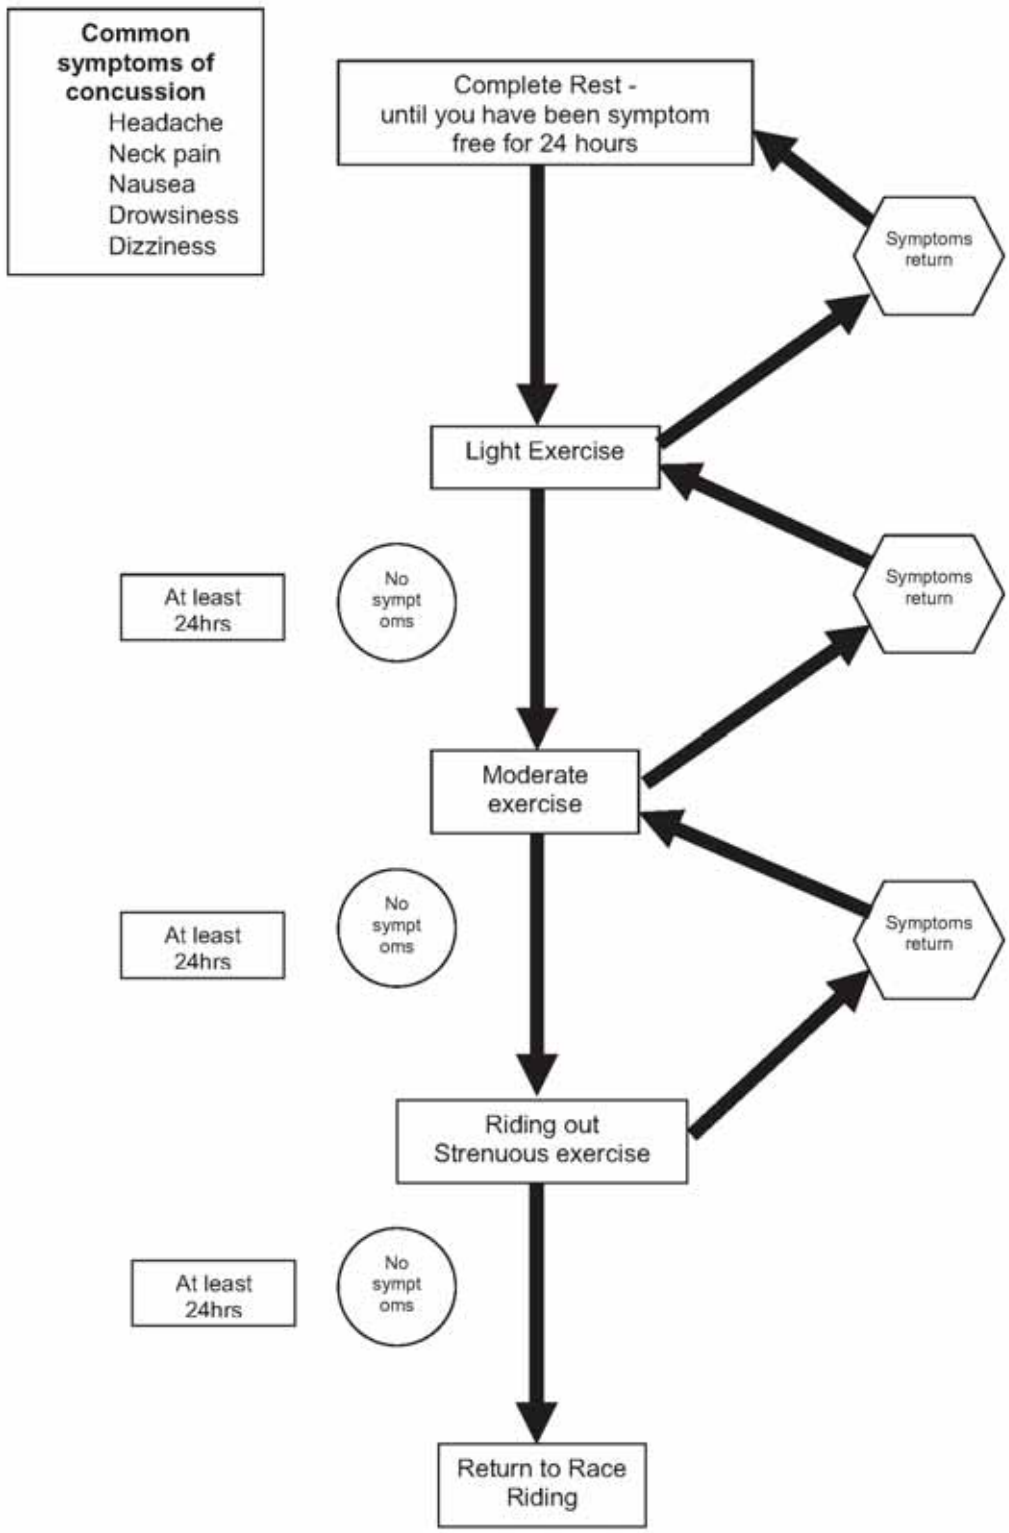 Common
symptoms of
concussion
Headache
Neck pain
Nausea
Drowsiness
Dizziness
Complete Rest -
until you have been symptom
free for 24 hours
Symptoms
return
Light Exercise
At least
24hrs
No
sympt
oms
Symptoms
return
Moderate
exercise
At least
24hrs
No
sympt
oms
Symptoms
return
Riding out
Strenuous exercise
At least
24hrs
No
sympt
oms
Return to Race
Riding